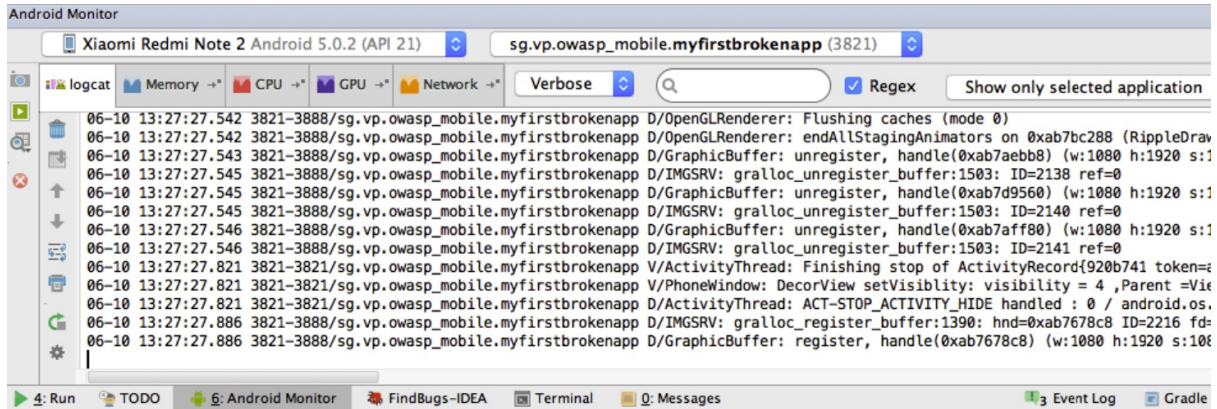 Android Monitor
Xiaomi Redmi Note 2 Android 5.0.2 (API 21) sg.vp.owasp_mobile.myfirstbrokenapp (3821)
logcat Memory →" CPU →" GPU →" Network →" Verbose Regex Show only selected application
06-10 13:27:27.542 3821-3888/sg.vp.owasp_mobile.myfirstbrokenapp D/OpenGLRenderer: Flushing caches (mode 0)
06-10 13:27:27.542 3821-3888/sg.vp.owasp_mobile.myfirstbrokenapp D/OpenGLRenderer: endAllStagingAnimators on 0xab7bc288 (RippleDraw
06-10 13:27:27.543 3821-3888/sg.vp.owasp_mobile.myfirstbrokenapp D/GraphicBuffer: unregister, handle(0xab7aebb8) (w:1080 h:1920 s:1
06-10 13:27:27.545 3821-3888/sg.vp.owasp_mobile.myfirstbrokenapp D/IMGSRV: gralloc_unregister_buffer:1503: ID=2138 ref=0
06-10 13:27:27.545 3821-3888/sg.vp.owasp_mobile.myfirstbrokenapp D/GraphicBuffer: unregister, handle(0xab7d9560) (w:1080 h:1920 s:1
06-10 13:27:27.545 3821-3888/sg.vp.owasp_mobile.myfirstbrokenapp D/IMGSRV: gralloc_unregister_buffer:1503: ID=2140 ref=0
06-10 13:27:27.546 3821-3888/sg.vp.owasp_mobile.myfirstbrokenapp D/GraphicBuffer: unregister, handle(0xab7aff80) (w:1080 h:1920 s:1
06-10 13:27:27.546 3821-3888/sg.vp.owasp_mobile.myfirstbrokenapp D/IMGSRV: gralloc_unregister_buffer:1503: ID=2141 ref=0
06-10 13:27:27.821 3821-3821/sg.vp.owasp_mobile.myfirstbrokenapp V/ActivityThread: Finishing stop of ActivityRecord{920b741 token=a
06-10 13:27:27.821 3821-3821/sg.vp.owasp_mobile.myfirstbrokenapp V/PhoneWindow: DecorView setVisiblity: visibility = 4 ,Parent =Vie
06-10 13:27:27.821 3821-3821/sg.vp.owasp_mobile.myfirstbrokenapp D/ActivityThread: ACT-STOP_ACTIVITY_HIDE handled : 0 / android.os.
06-10 13:27:27.886 3821-3888/sg.vp.owasp_mobile.myfirstbrokenapp D/IMGSRV: gralloc_register_buffer:1390: hnd=0xab7678c8 ID=2216 fd=
06-10 13:27:27.886 3821-3888/sg.vp.owasp_mobile.myfirstbrokenapp D/GraphicBuffer: register, handle(0xab7678c8) (w:1080 h:1920 s:108
4: Run TODO 6: Android Monitor FindBugs-IDEA Terminal 0: Messages 3 Event Log Gradle